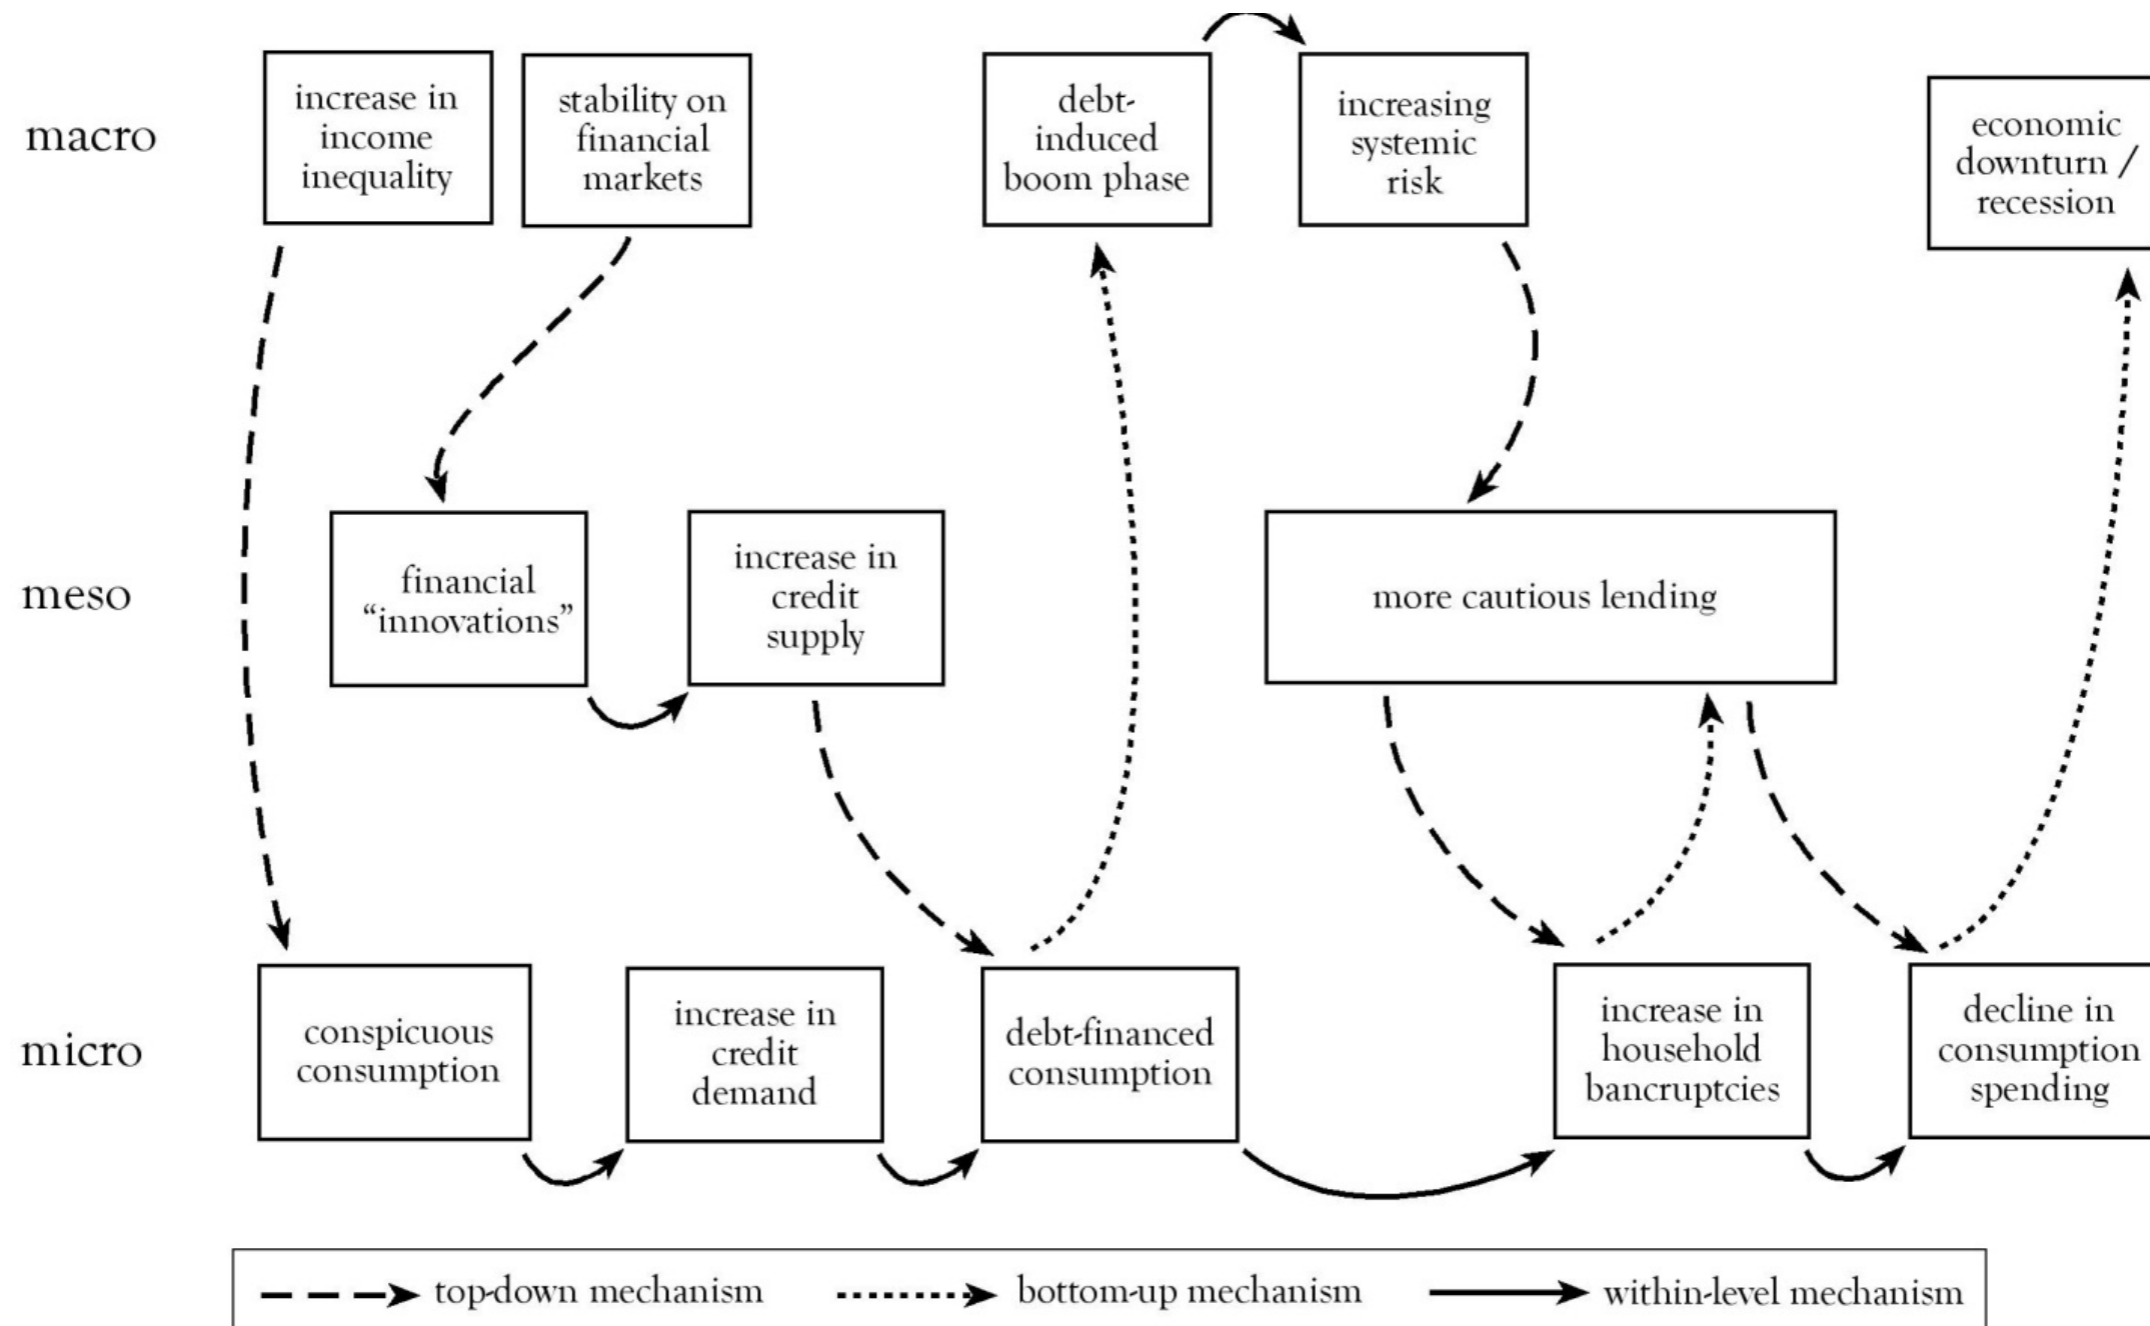 macro
increase in
income
inequality
stability on
financial
markets
debt-
induced
boom phase
increasing
systemic
risk
economic
downturn /
recession
meso
financial
“innovations”
increase in
credit
supply
more cautious lending
micro
conspicuous
consumption
increase in
credit
demand
debt-financed
consumption
increase in
household
bancruptcies
decline in
consumption
spending
top-down mechanism
bottom-up mechanism
within-level mechanism